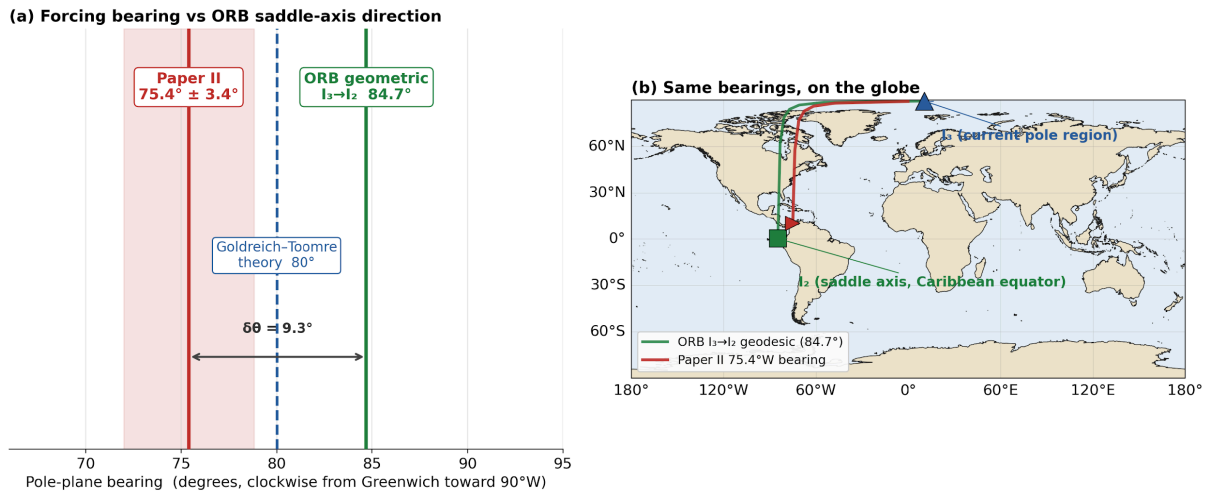 (a) Forcing bearing vs ORB saddle-axis direction
Paper II
75.4° ± 3.4°
ORB geometric
I₃→I₂  84.7°
Goldreich–Toomre
theory  80°
δθ = 9.3°
70
75
80
85
90
95
Pole-plane bearing  (degrees, clockwise from Greenwich toward 90°W)
(b) Same bearings, on the globe
I₃ (current pole region)
60°N
30°N
0°
I₂ (saddle axis, Caribbean equator)
30°S
60°S
ORB I₃→I₂ geodesic (84.7°)
Paper II 75.4°W bearing
180°
120°W
60°W
0°
60°E
120°E
180°